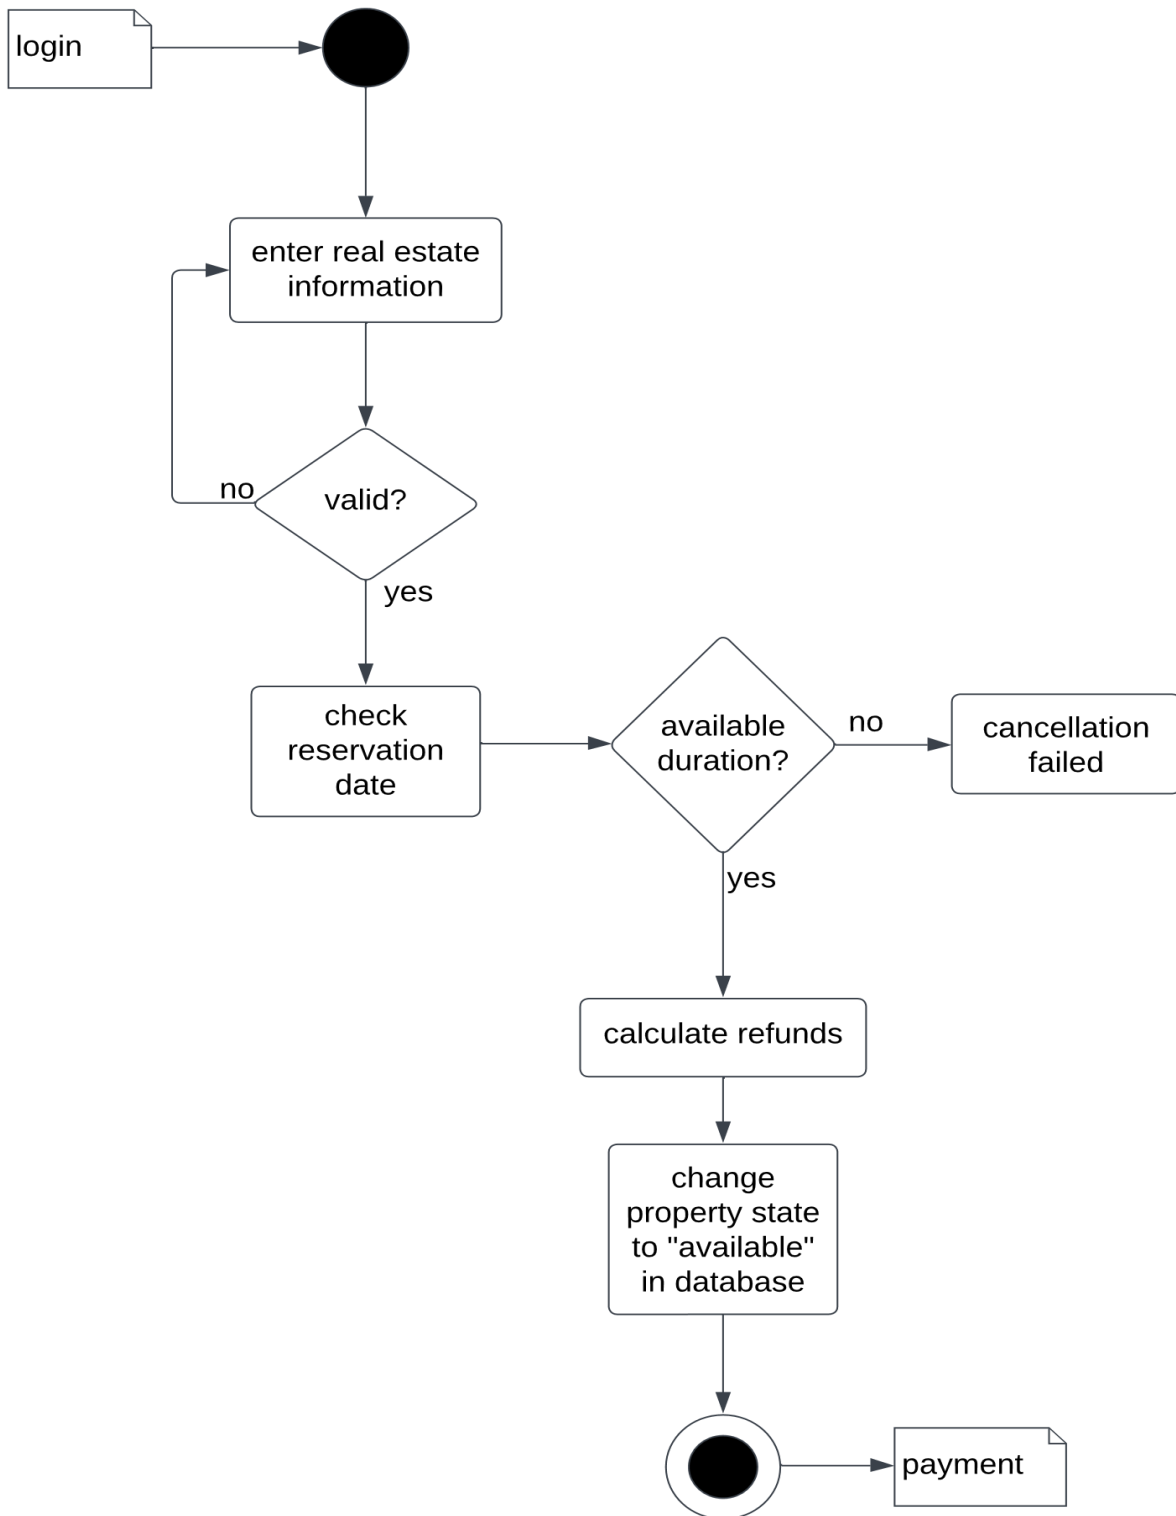 login
enter real estate
information
no
valid?
yes
check
reservation
date
available
duration?
no
cancellation
failed
yes
calculate refunds
change
property state
to "available"
in database
payment